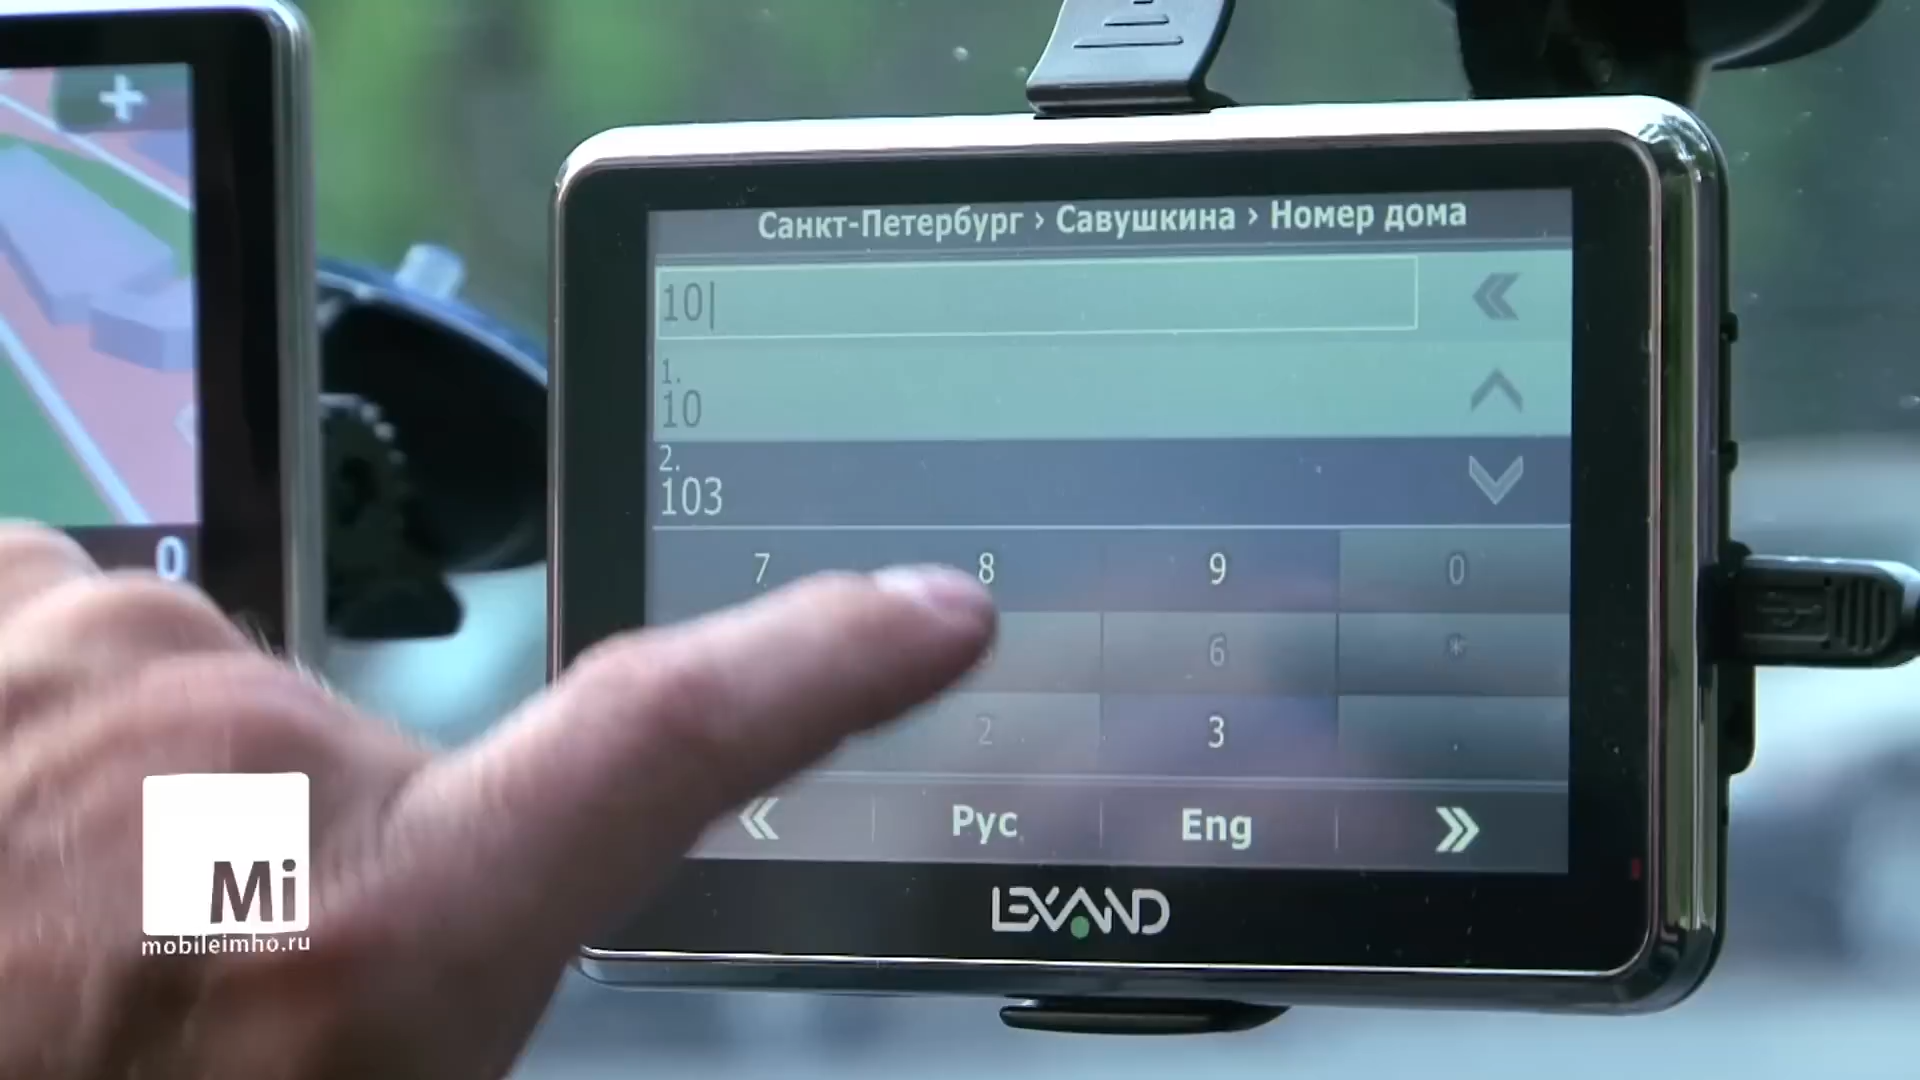 Санкт-Петербург › Савушкина › Номер дома
10
1.
10
2.
103
7 8 9 0
6 *
2 3 .
Рус Eng
LEXAND
0
Mi
mobileimho.ru